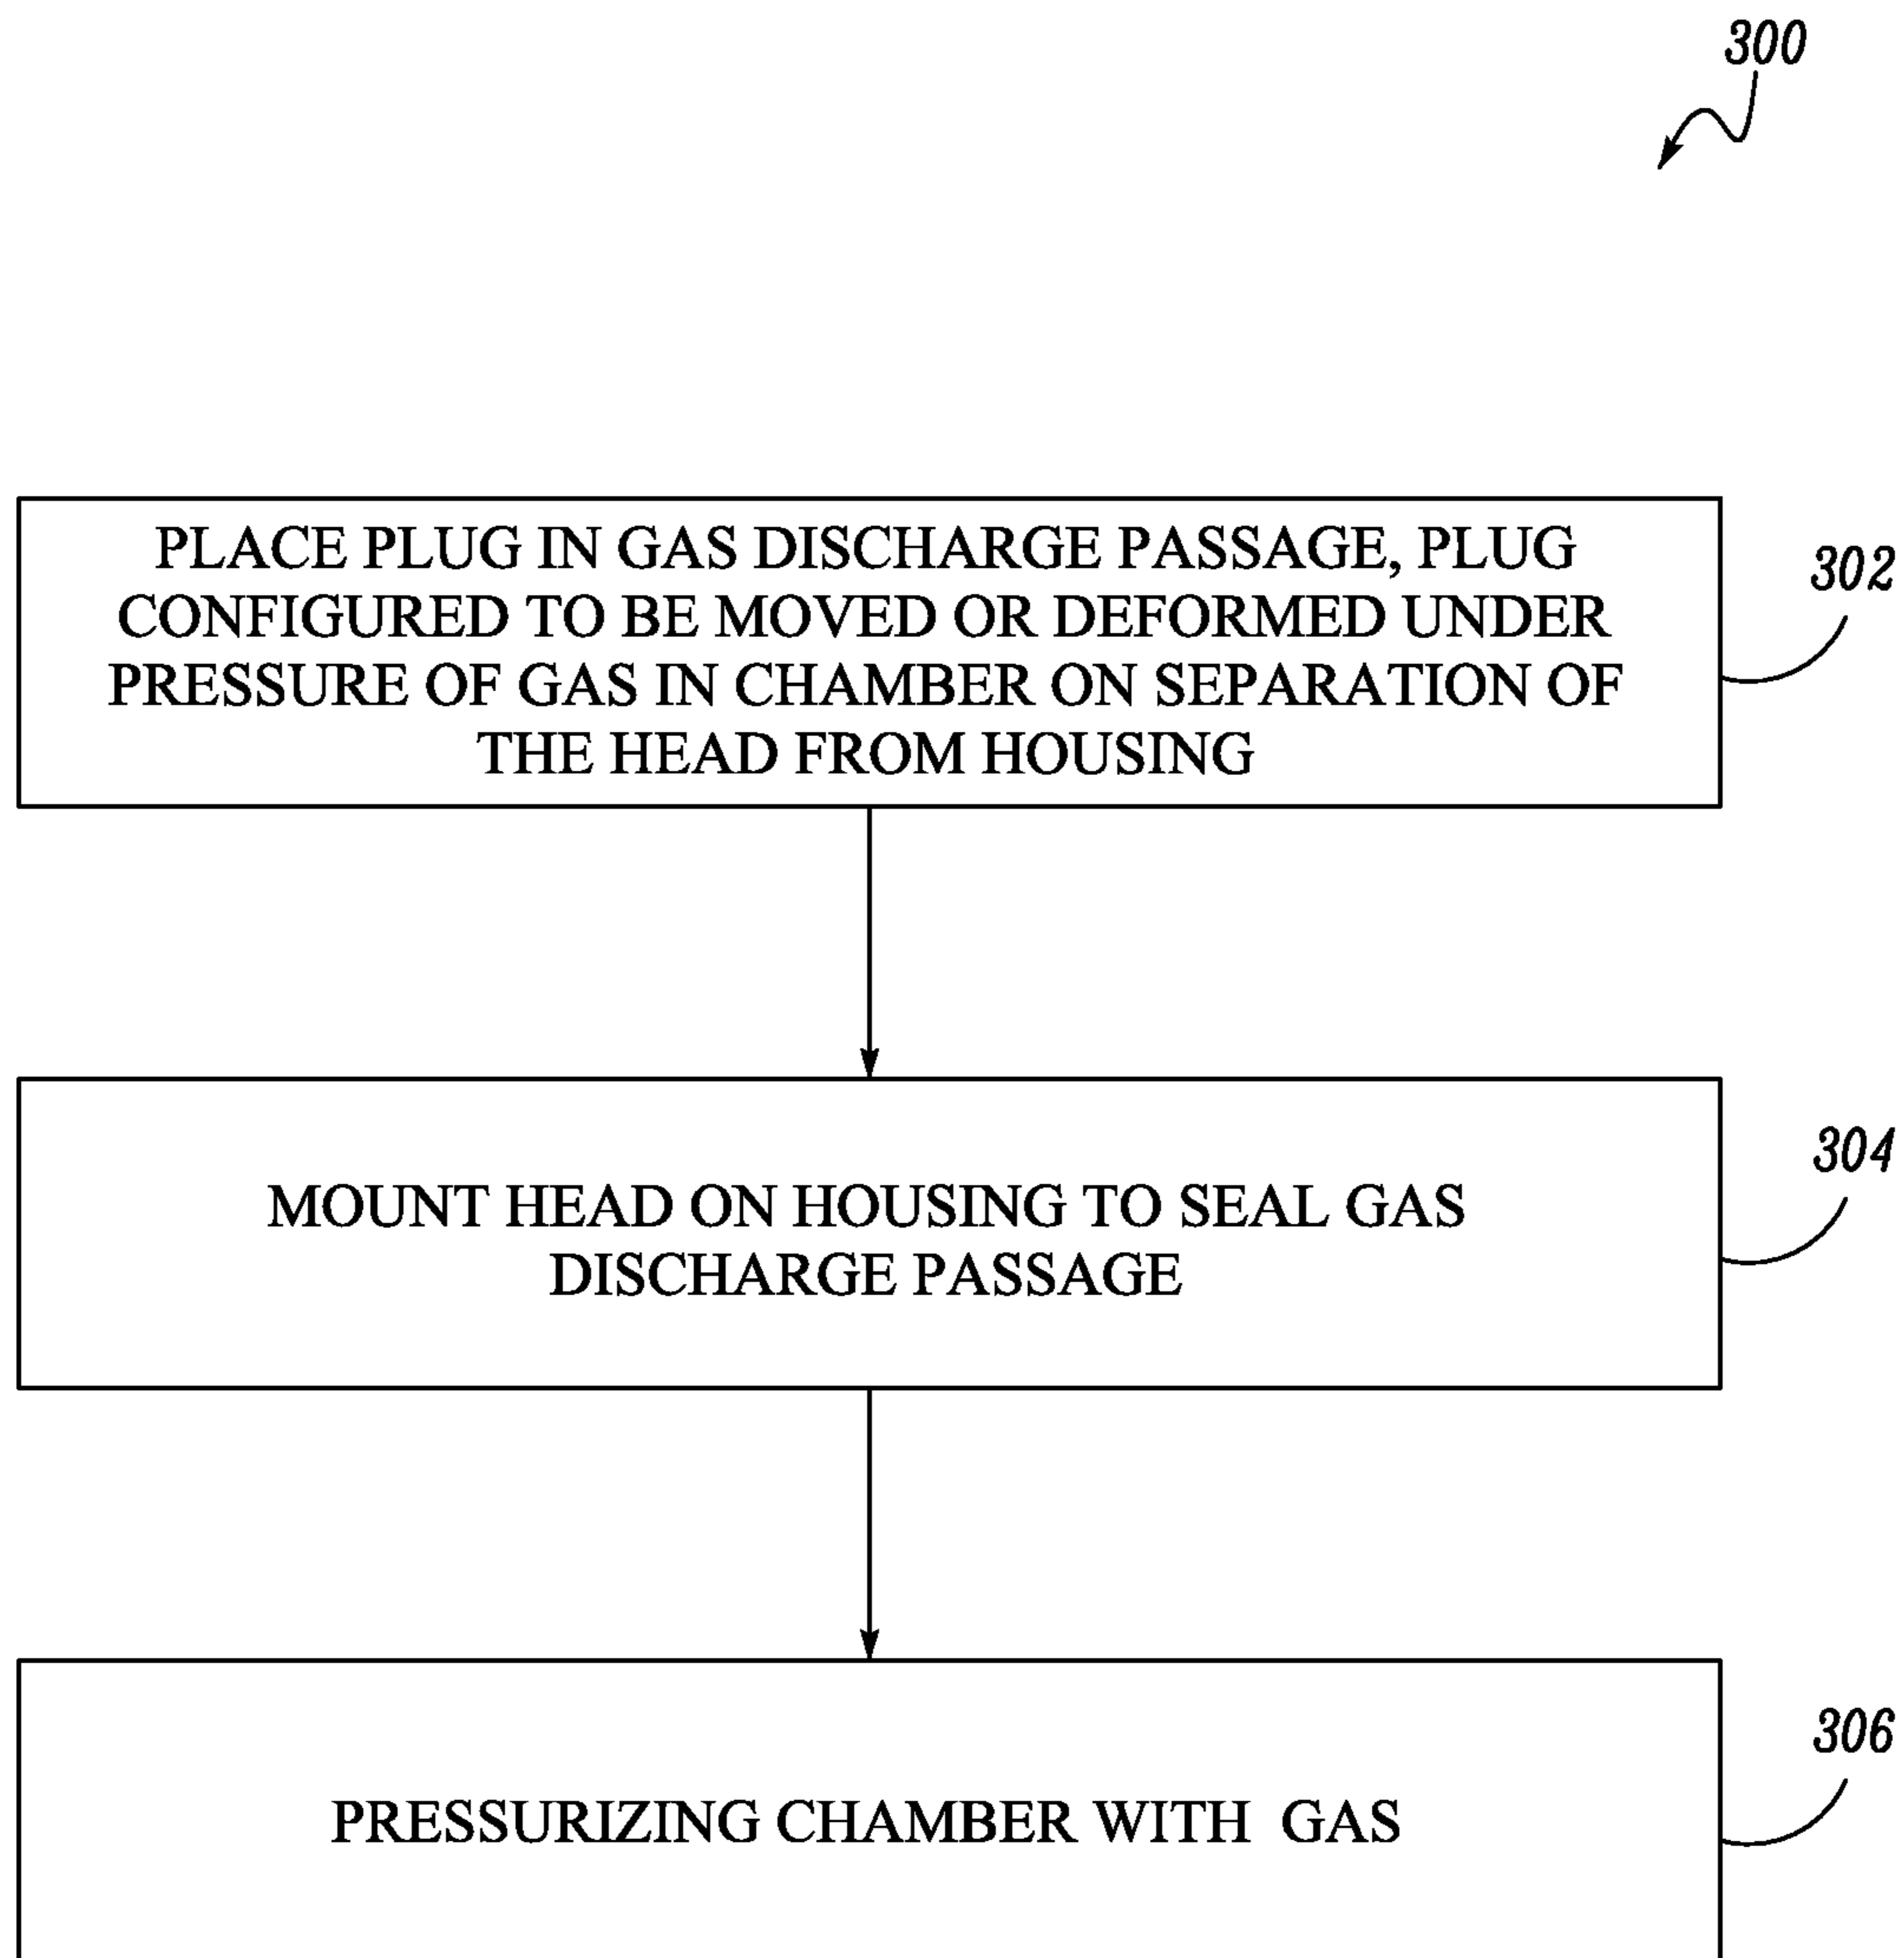 300
PLACE PLUG IN GAS DISCHARGE PASSAGE, PLUG
CONFIGURED TO BE MOVED OR DEFORMED UNDER
PRESSURE OF GAS IN CHAMBER ON SEPARATION OF
THE HEAD FROM HOUSING
302
MOUNT HEAD ON HOUSING TO SEAL GAS
DISCHARGE PASSAGE
304
PRESSURIZING CHAMBER WITH GAS
306